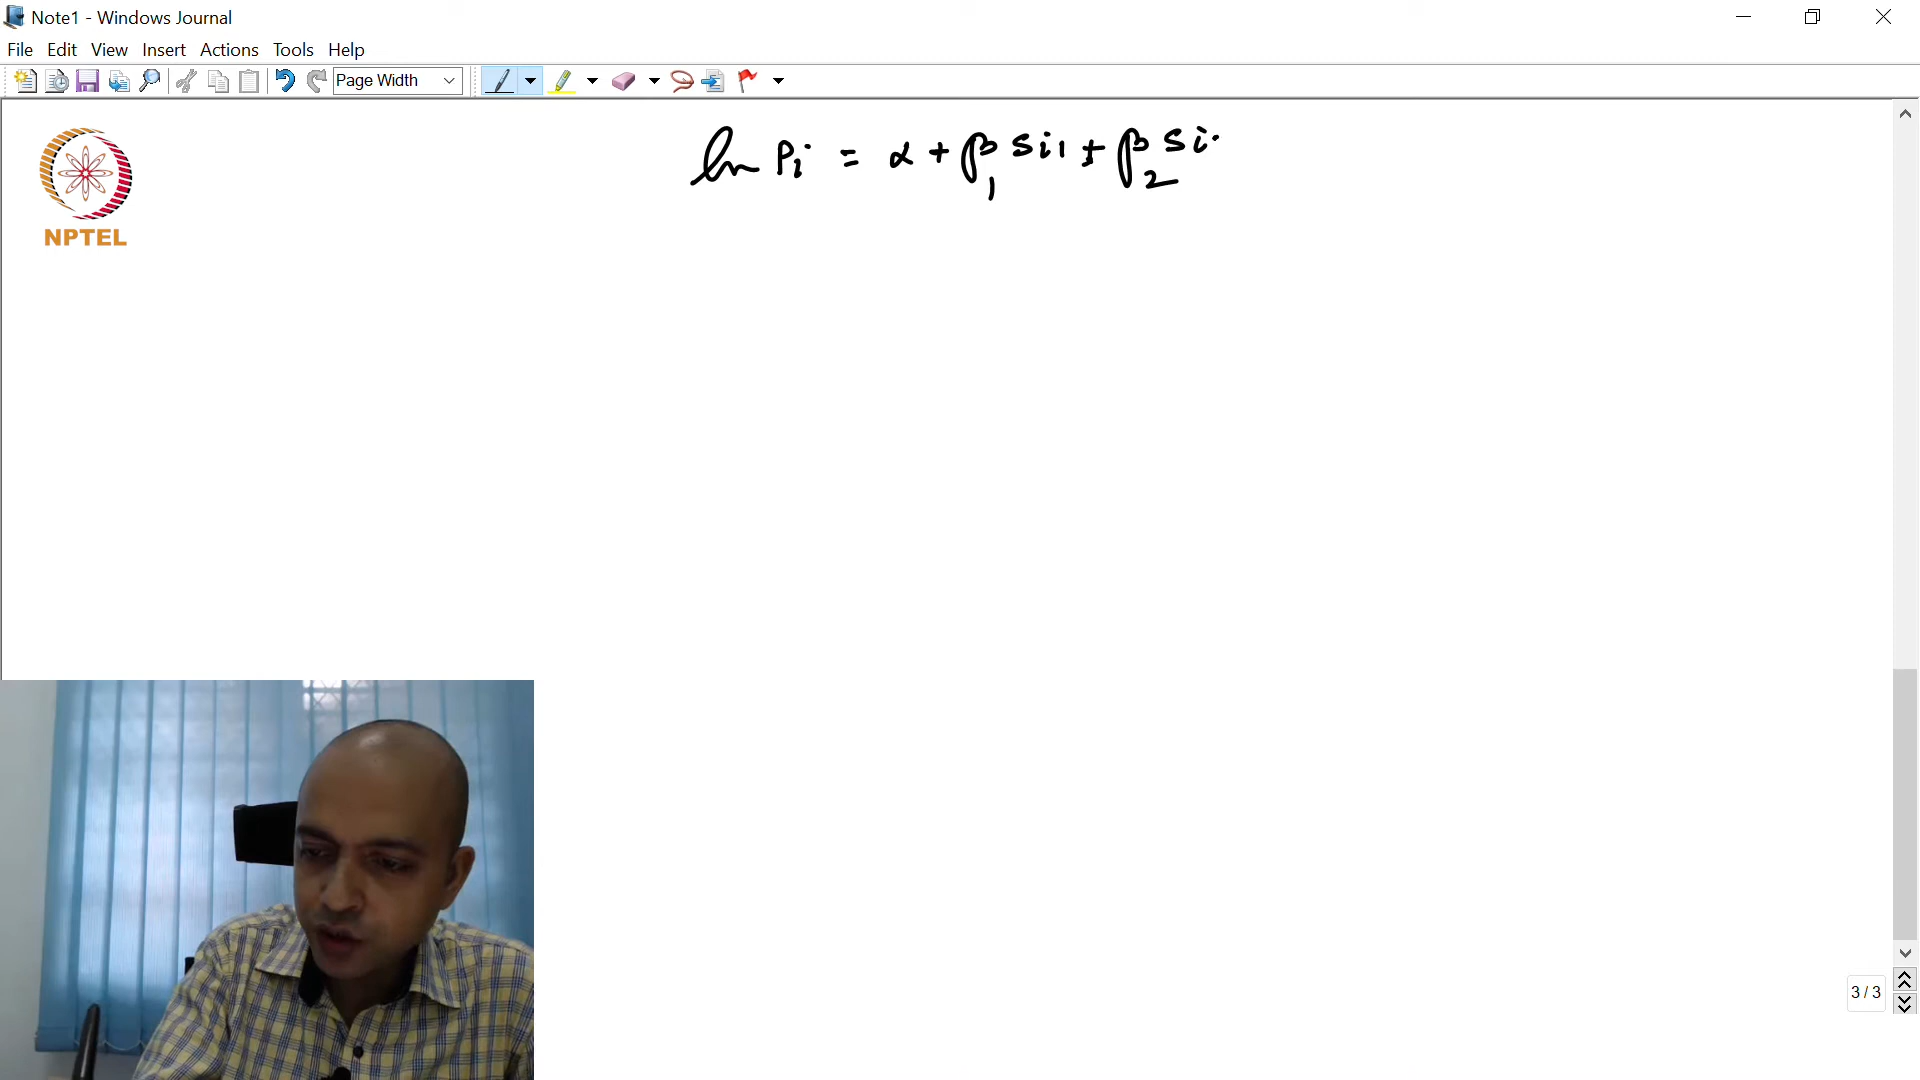 Note1 - Windows Journal
File Edit View Insert Actions Tools Help
Page Width
ln Pi = α + β1 Si1 + β2 Si
NPTEL
3 / 3